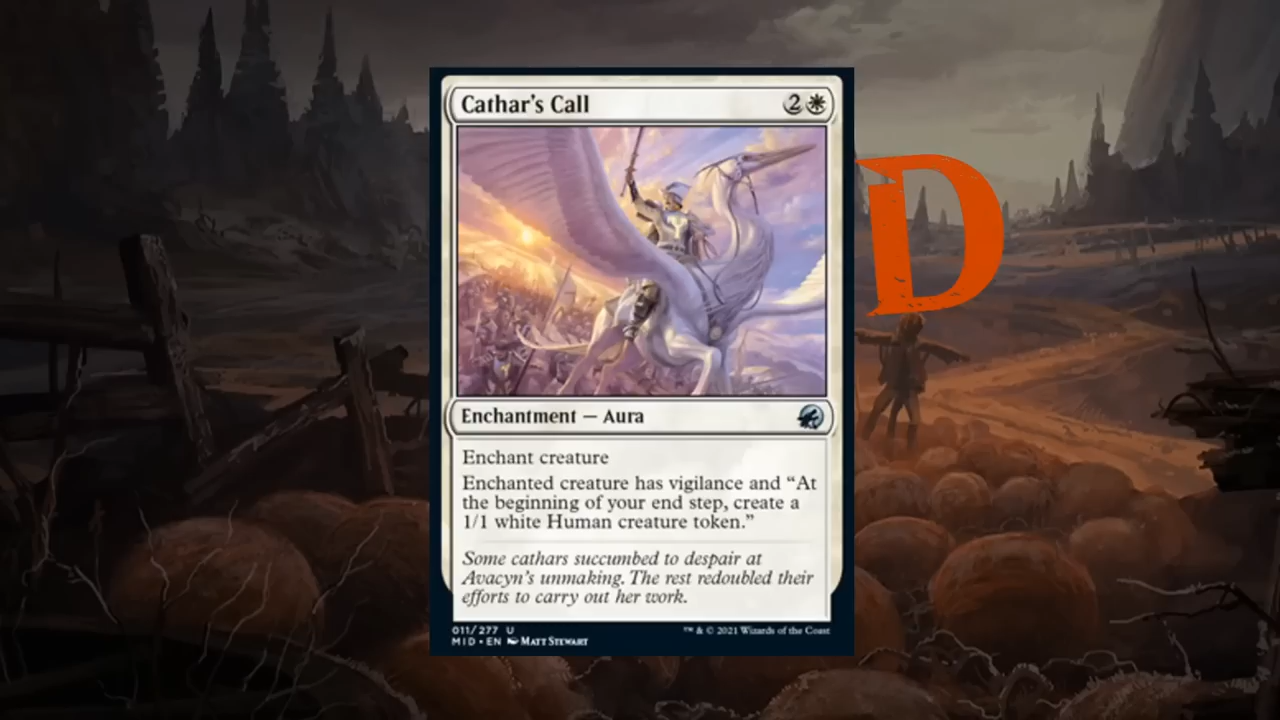 Cathar's Call 2
D
Enchantment — Aura
Enchant creature
Enchanted creature has vigilance and “At
the beginning of your end step, create a
1/1 white Human creature token.”
Some cathars succumbed to despair at
Avacyn's unmaking. The rest redoubled their
efforts to carry out her work.
011/277 U
MID • EN Matt Stewart
™ & © 2021 Wizards of the Coast